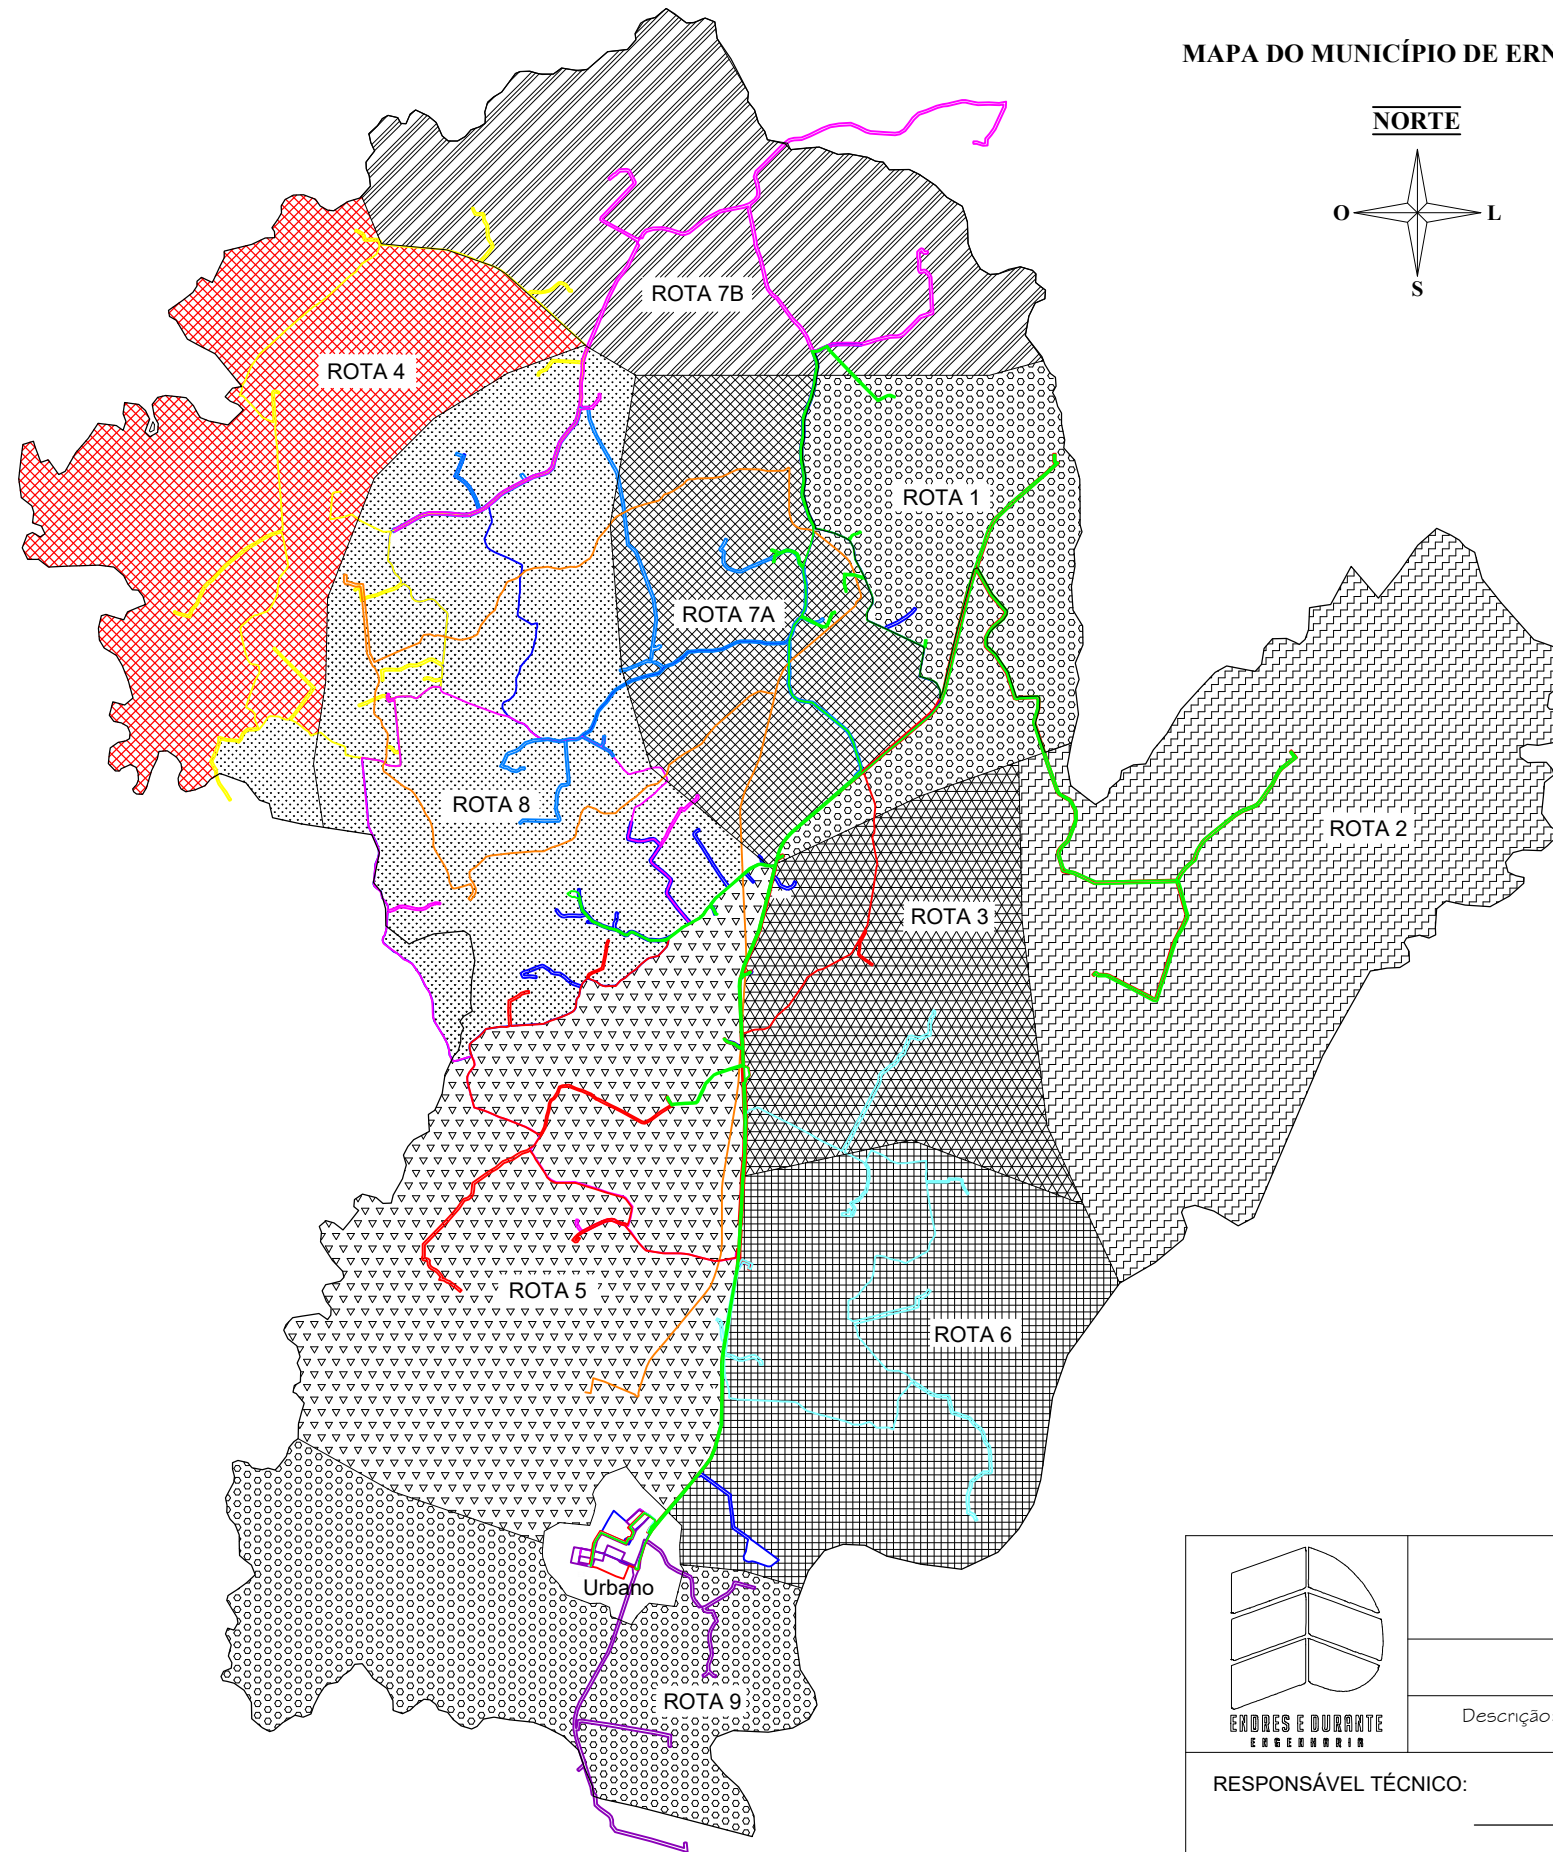 MAPA DO MUNICÍPIO DE ERN
NORTE
O
L
S
ROTA 7B
ROTA 4
ROTA 1
ROTA 7A
ROTA 8
ROTA 2
ROTA 3
ROTA 5
ROTA 6
Urbano
ROTA 9
ENDRES E DURANTE
ENGENHARIA
Descrição:
RESPONSÁVEL TÉCNICO: